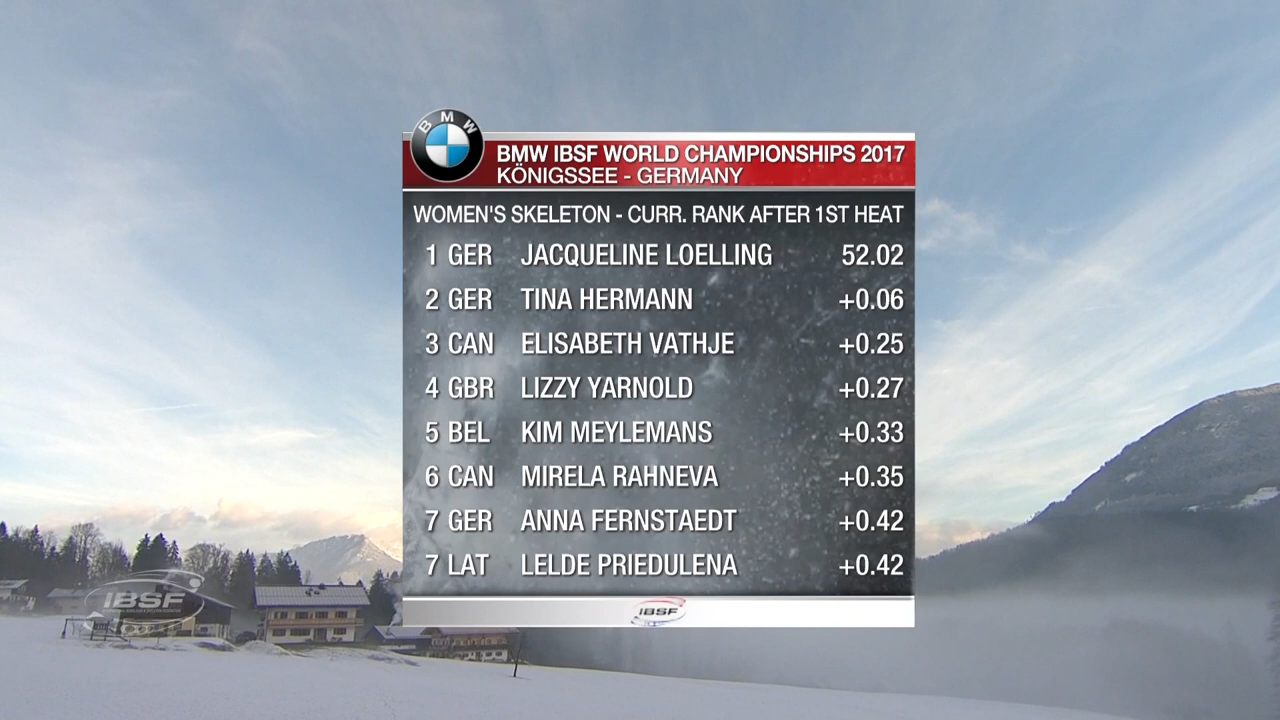 BMW
BMW IBSF WORLD CHAMPIONSHIPS 2017
KÖNIGSSEE - GERMANY
WOMEN'S SKELETON - CURR. RANK AFTER 1ST HEAT
1 GER JACQUELINE LOELLING 52.02
2 GER TINA HERMANN +0.06
3 CAN ELISABETH VATHJE +0.25
4 GBR LIZZY YARNOLD +0.27
5 BEL KIM MEYLEMANS +0.33
6 CAN MIRELA RAHNEVA +0.35
7 GER ANNA FERNSTAEDT +0.42
7 LAT LELDE PRIEDULENA +0.42
IBSF
IBSF